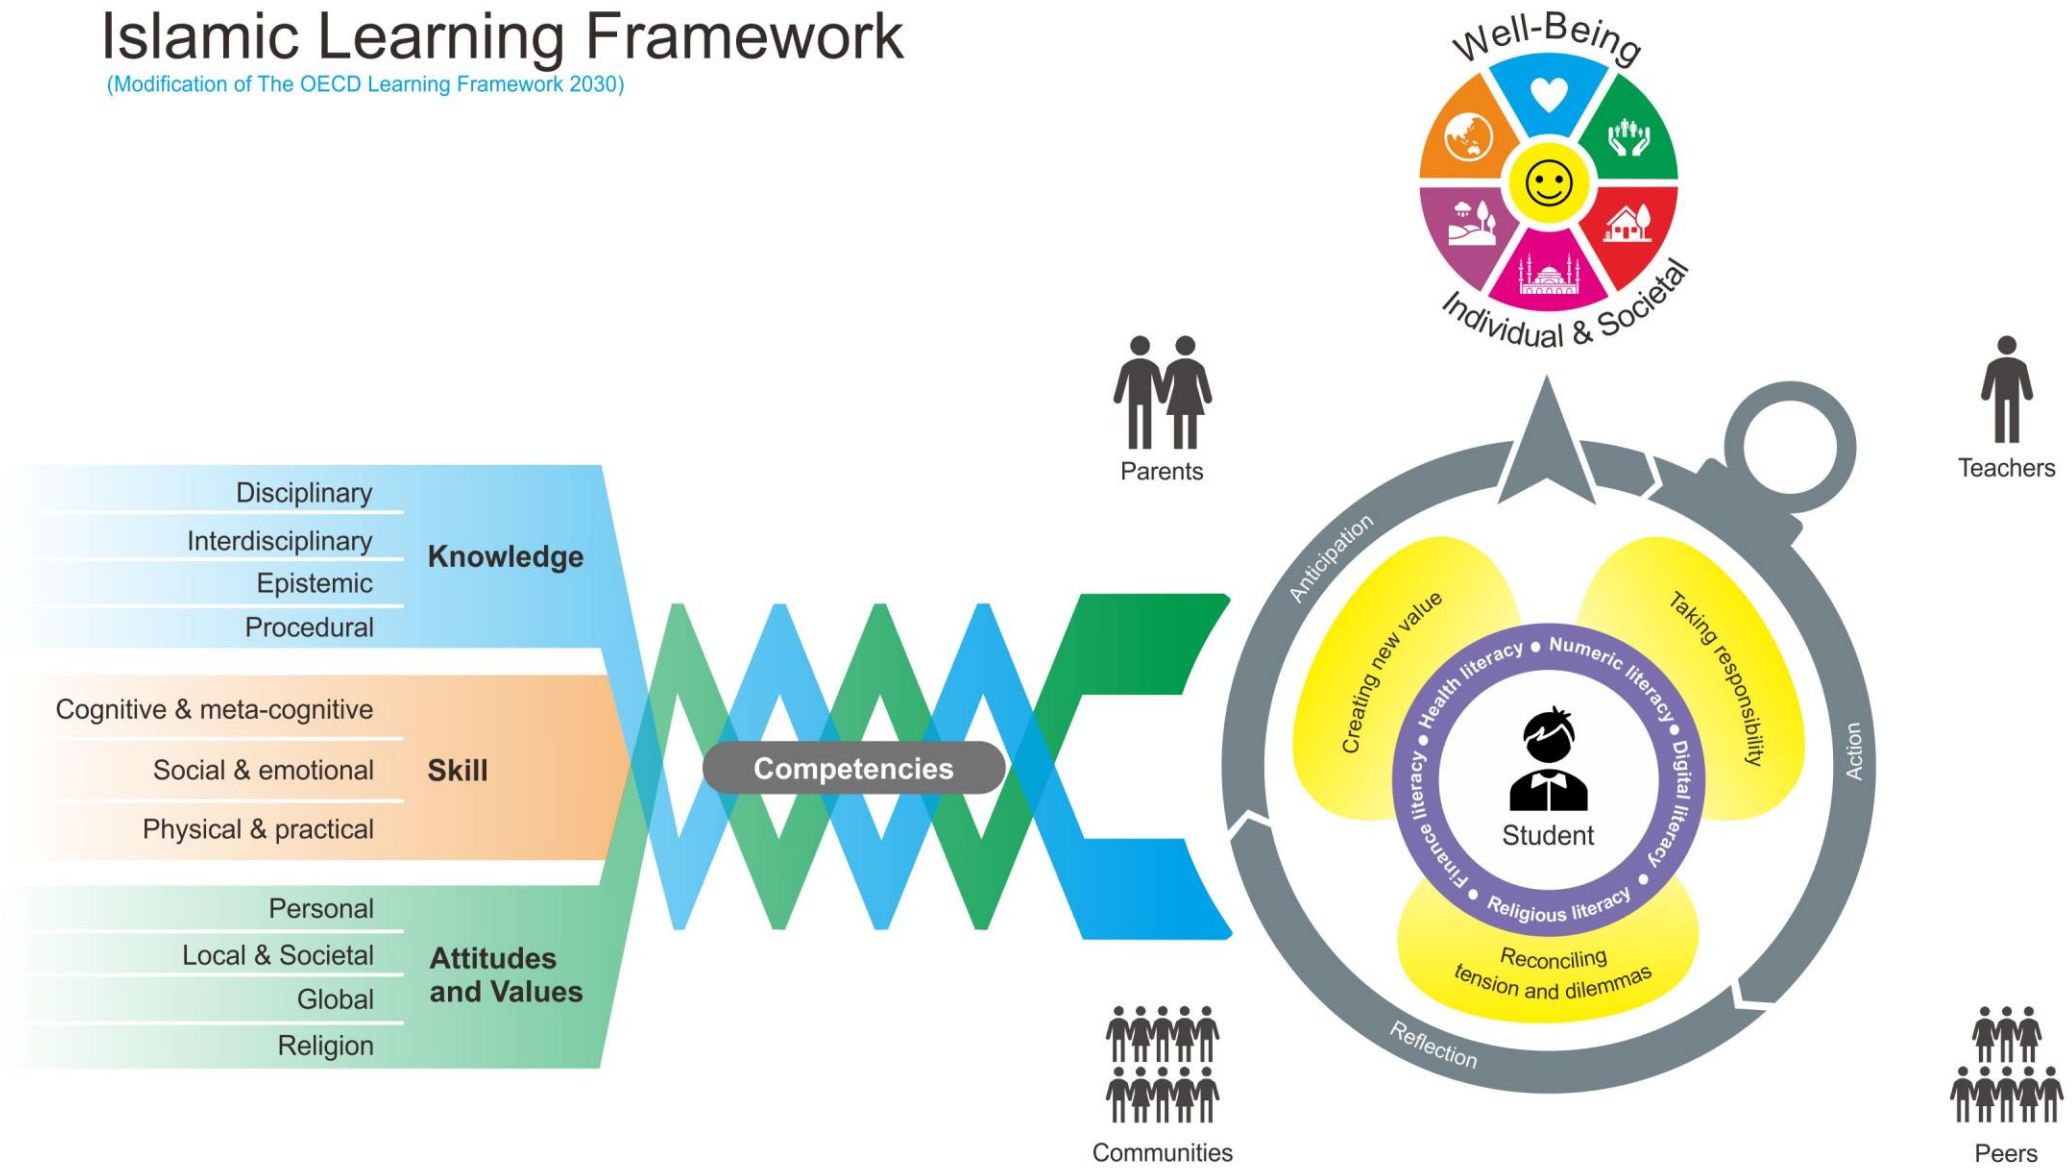 Islamic Learning Framework
(Modification of The OECD Learning Framework 2030)
Well-Being
Individual & Societal
Parents
Teachers
Disciplinary
Interdisciplinary
Epistemic
Procedural
Knowledge
Cognitive & meta-cognitive
Social & emotional
Physical & practical
Skill
Personal
Local & Societal
Global
Religion
Attitudes
and Values
Competencies
Anticipation
Action
Reflection
Creating new value
Taking responsibility
Reconciling
tension and dilemmas
Health literacy • Numeric literacy • Digital literacy • Religious literacy • Finance literacy •
Student
Communities
Peers